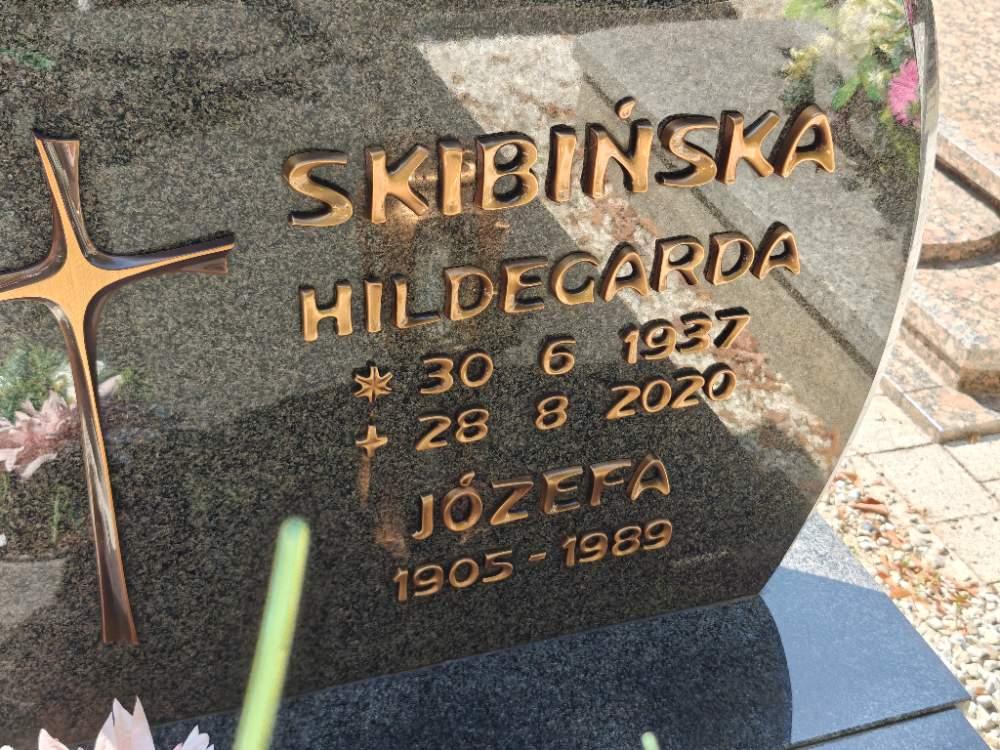 SKIBIŃSKA
HILDEGARDA
* 30 6 1937
+ 28 8 2020
JÓZEFA
1905 - 1989